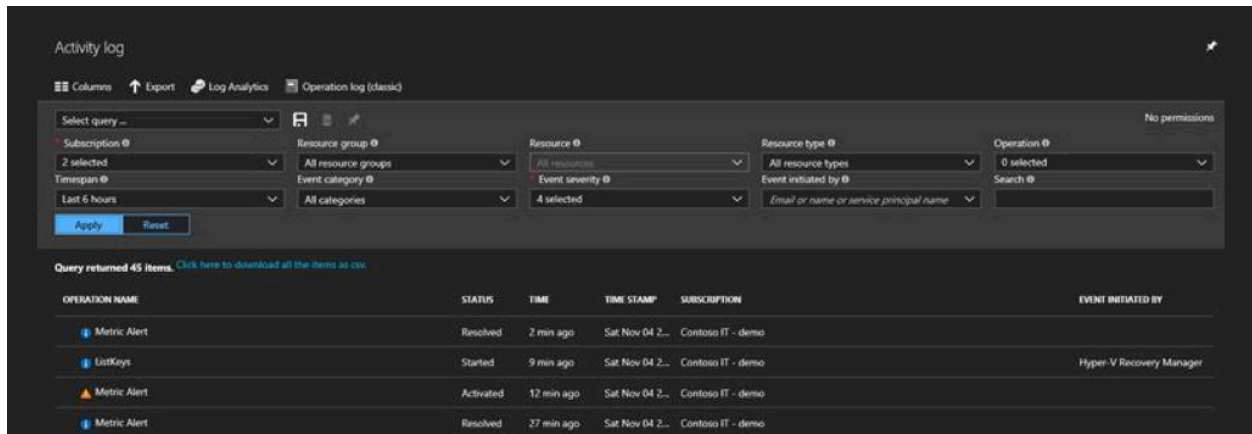 Activity log
Columns Export Log Analytics Operation log (classic)
Select query ... No permissions
* Subscription Resource group Resource Resource type Operation
2 selected All resource groups All resources All resource types 0 selected
Timespan Event category * Event severity Event initiated by Search
Last 6 hours All categories 4 selected Email or name or service principal name
Apply Reset
Query returned 45 items. Click here to download all the items as csv.
OPERATION NAME STATUS TIME TIME STAMP SUBSCRIPTION EVENT INITIATED BY
Metric Alert Resolved 2 min ago Sat Nov 04 2... Contoso IT - demo
ListKeys Started 9 min ago Sat Nov 04 2... Contoso IT - demo Hyper-V Recovery Manager
Metric Alert Activated 12 min ago Sat Nov 04 2... Contoso IT - demo
Metric Alert Resolved 27 min ago Sat Nov 04 2... Contoso IT - demo